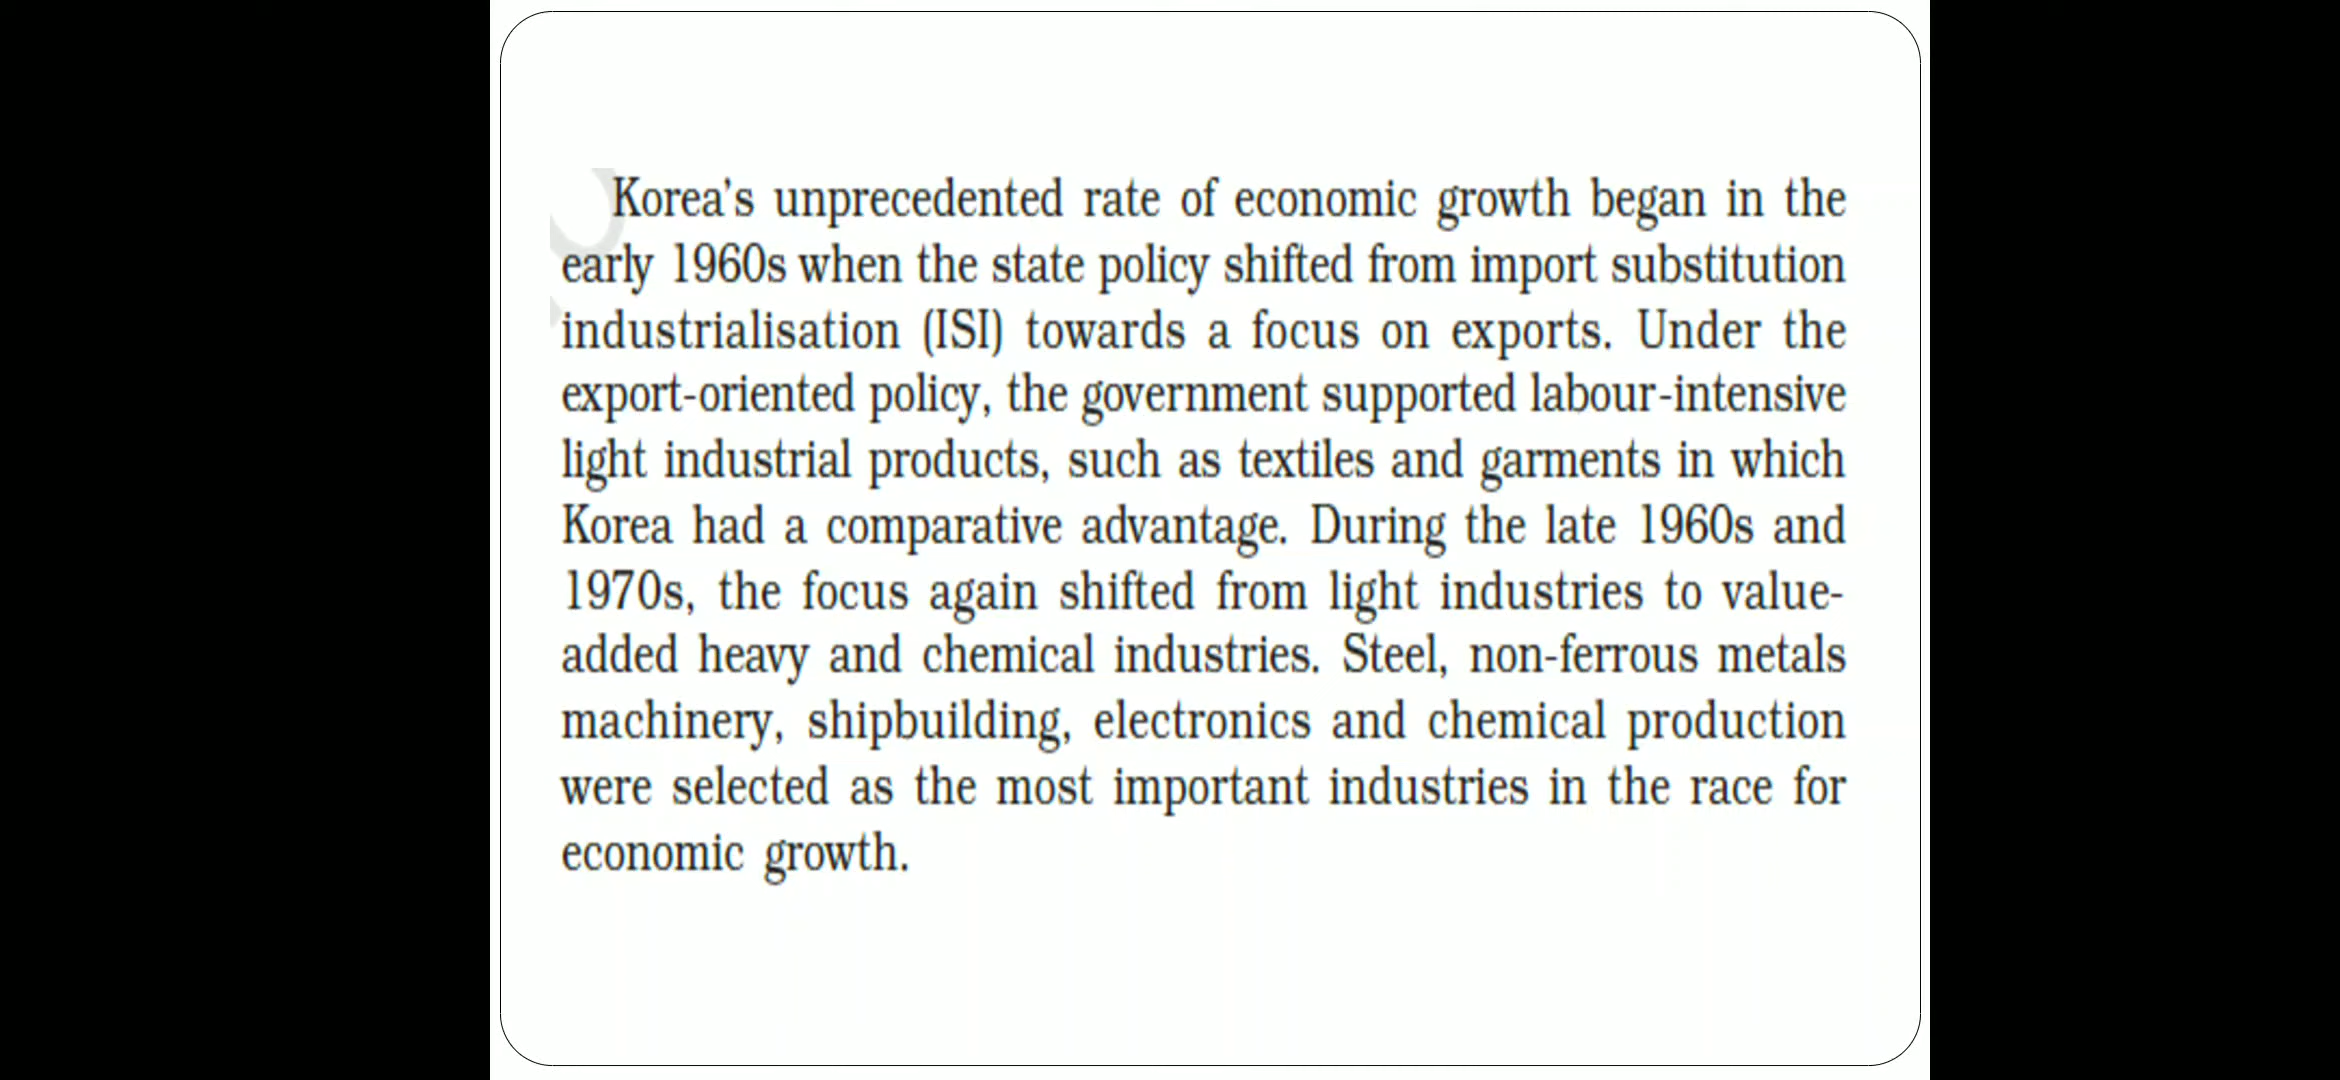 Korea’s unprecedented rate of economic growth began in the
early 1960s when the state policy shifted from import substitution
industrialisation (ISI) towards a focus on exports. Under the
export-oriented policy, the government supported labour-intensive
light industrial products, such as textiles and garments in which
Korea had a comparative advantage. During the late 1960s and
1970s, the focus again shifted from light industries to value-
added heavy and chemical industries. Steel, non-ferrous metals
machinery, shipbuilding, electronics and chemical production
were selected as the most important industries in the race for
economic growth.